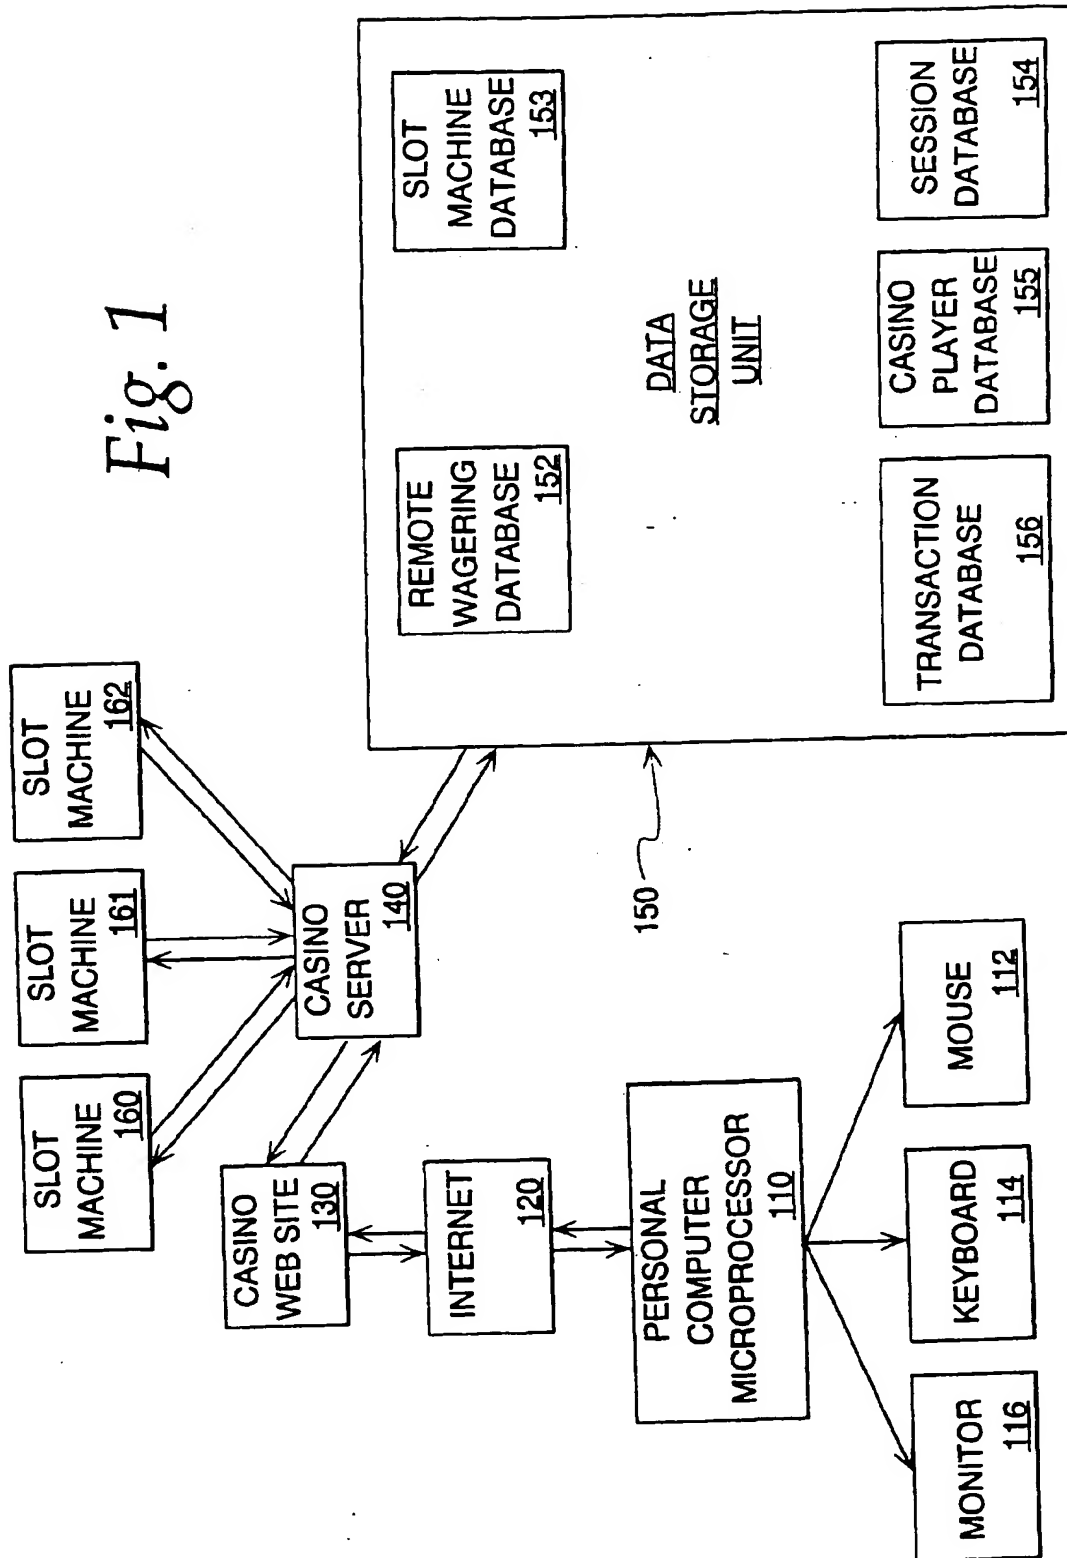 Fig. 1
SLOT
MACHINE
160
SLOT
MACHINE
161
SLOT
MACHINE
162
CASINO
WEB SITE
130
CASINO
SERVER
140
INTERNET
120
PERSONAL
COMPUTER
MICROPROCESSOR
110
MONITOR
116
KEYBOARD
114
MOUSE
112
150
REMOTE
WAGERING
DATABASE
152
SLOT
MACHINE
DATABASE
153
DATA
STORAGE
UNIT
TRANSACTION
DATABASE
156
CASINO
PLAYER
DATABASE
155
SESSION
DATABASE
154